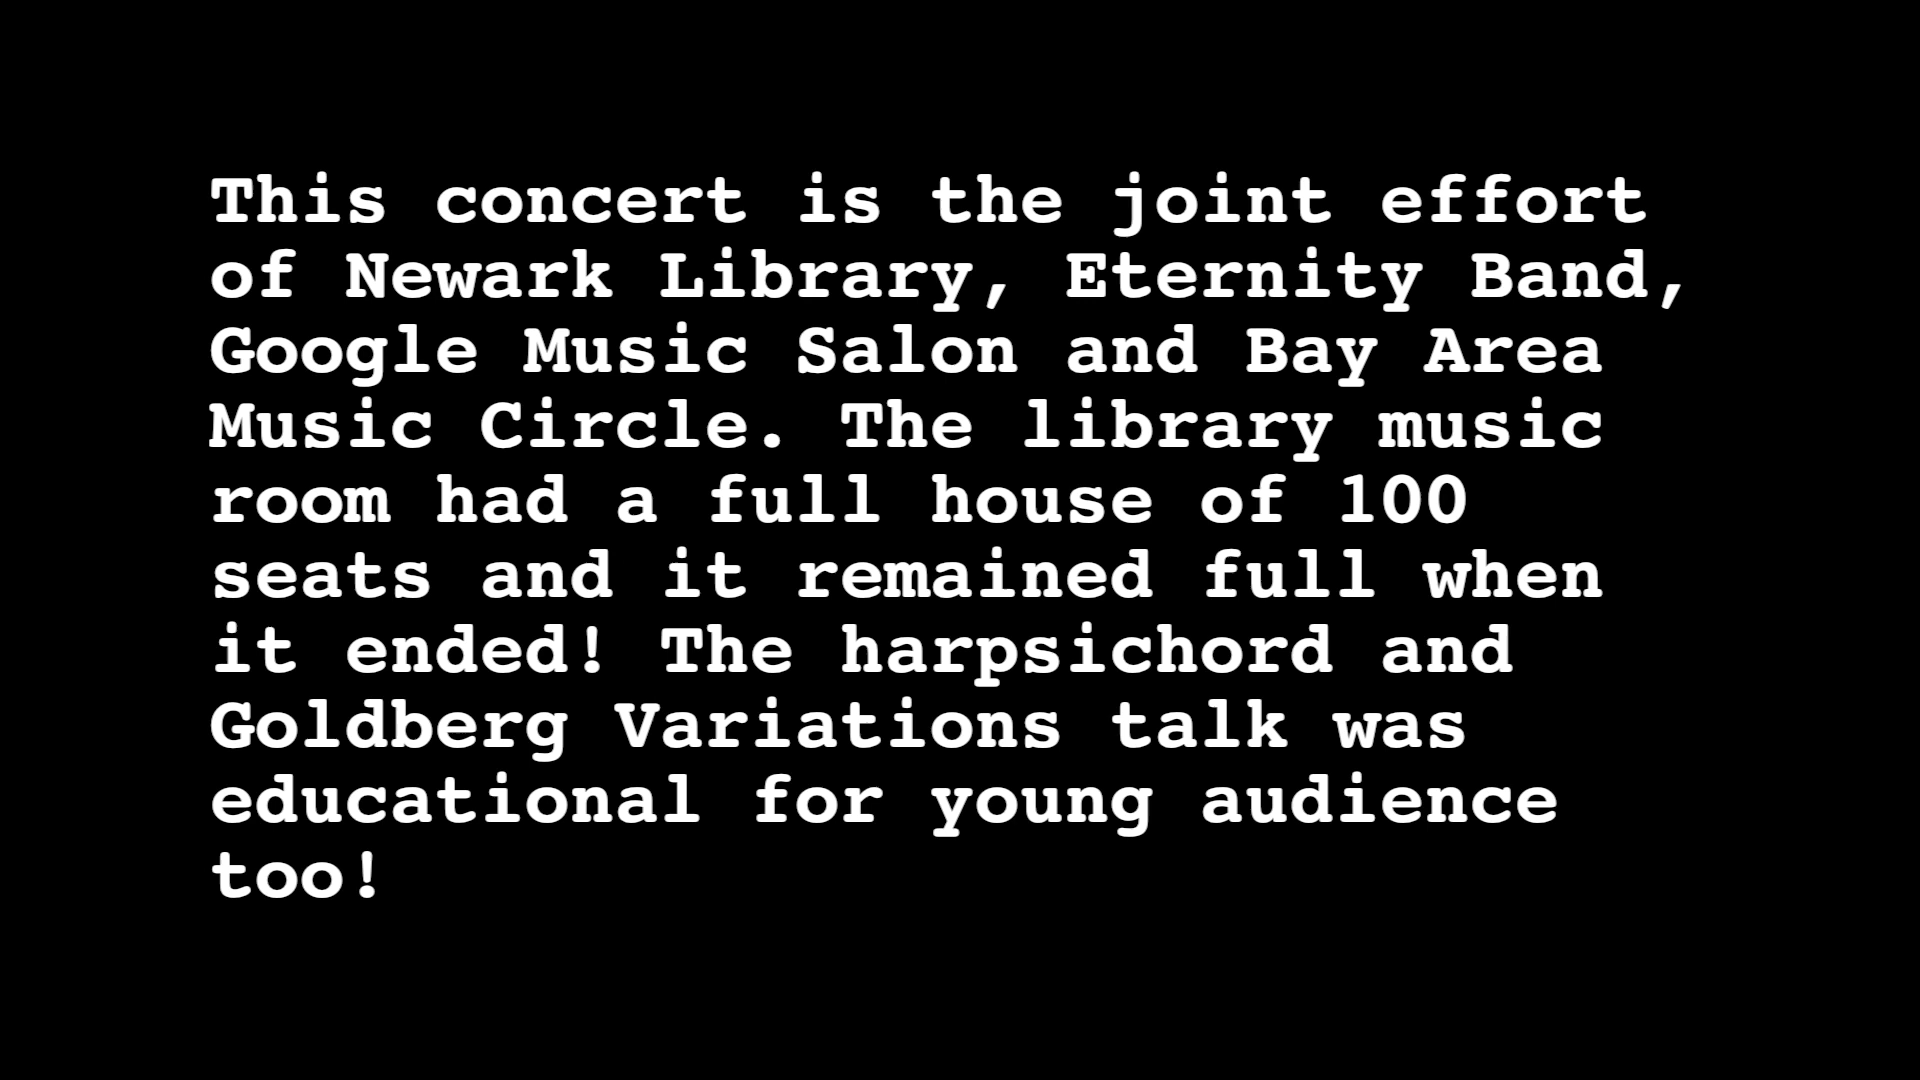 This concert is the joint effort
of Newark Library, Eternity Band,
Google Music Salon and Bay Area
Music Circle. The library music
room had a full house of 100
seats and it remained full when
it ended! The harpsichord and
Goldberg Variations talk was
educational for young audience
too!